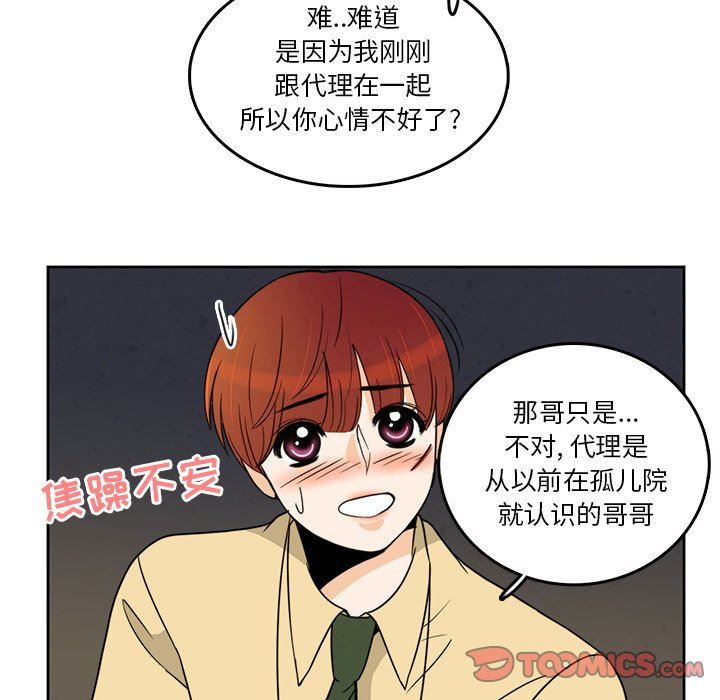 难..难道
是因为我刚刚
跟代理在一起
所以你心情不好了?
那哥只是...
不对, 代理是
从以前在孤儿院
就认识的哥哥
焦躁不安
TOOMICS.COM